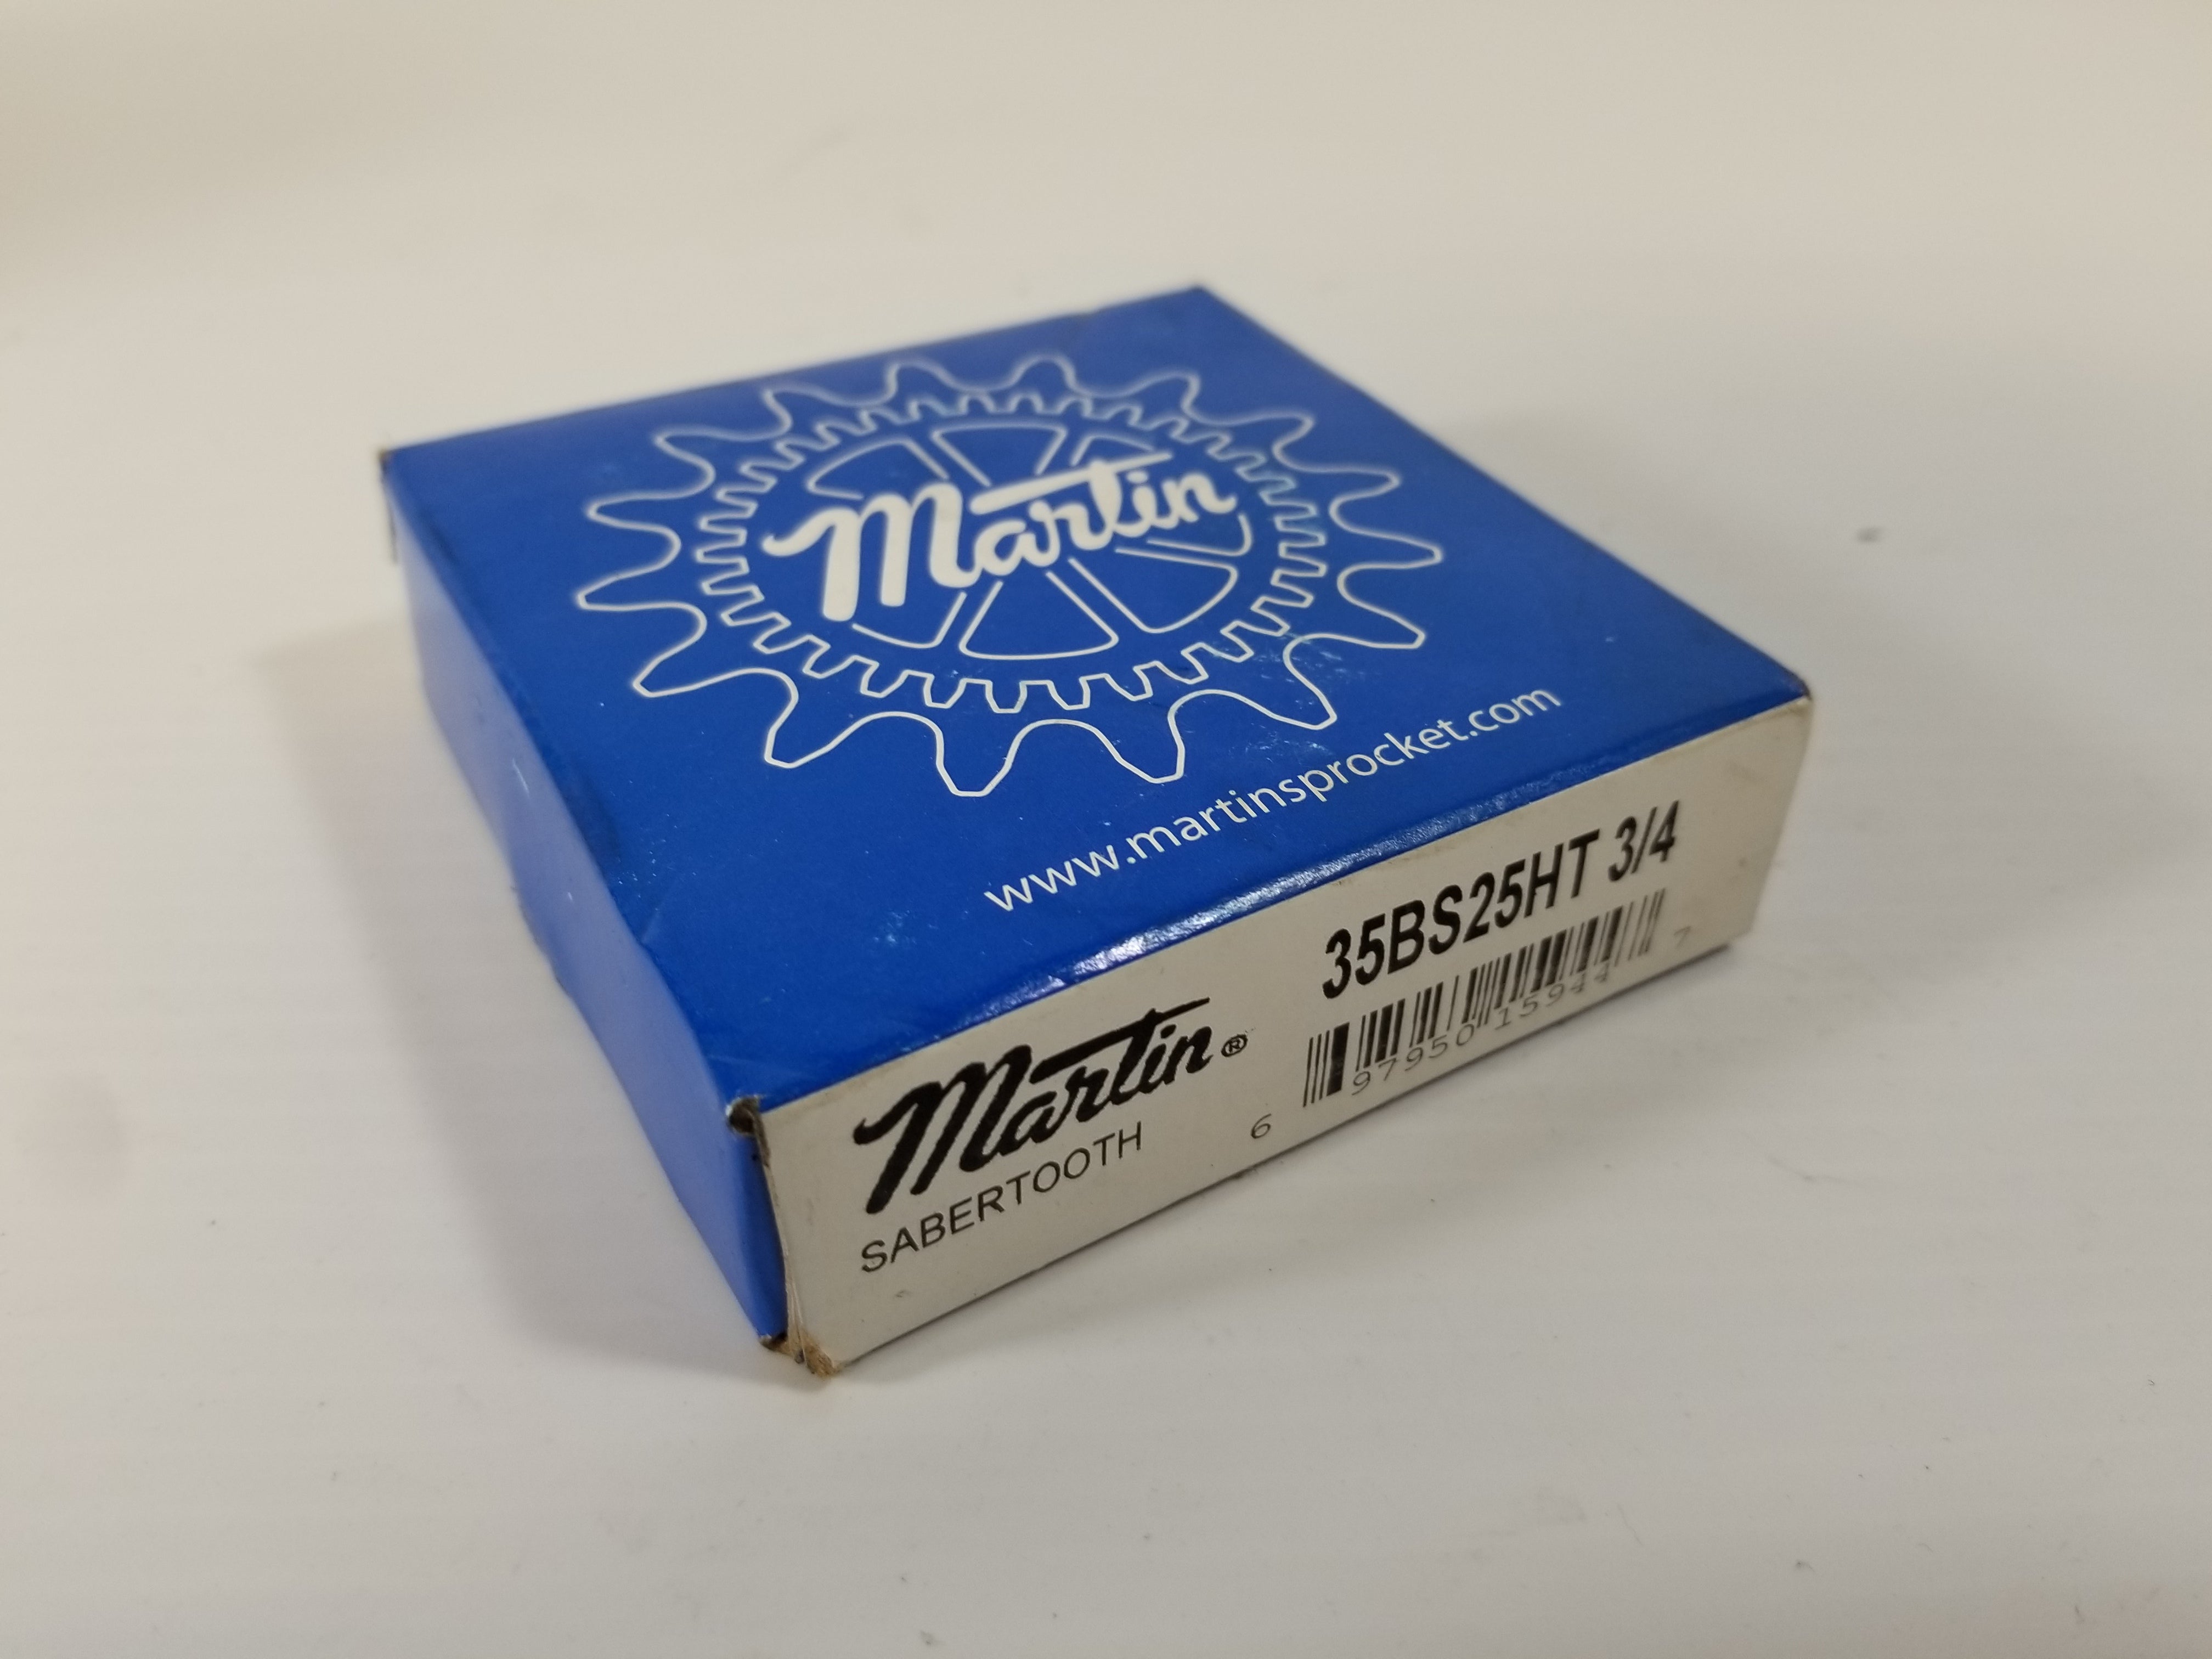 Martin
www.martinsprocket.com
Martin®
SABERTOOTH
35BS25HT 3/4
6 97950 15944 7